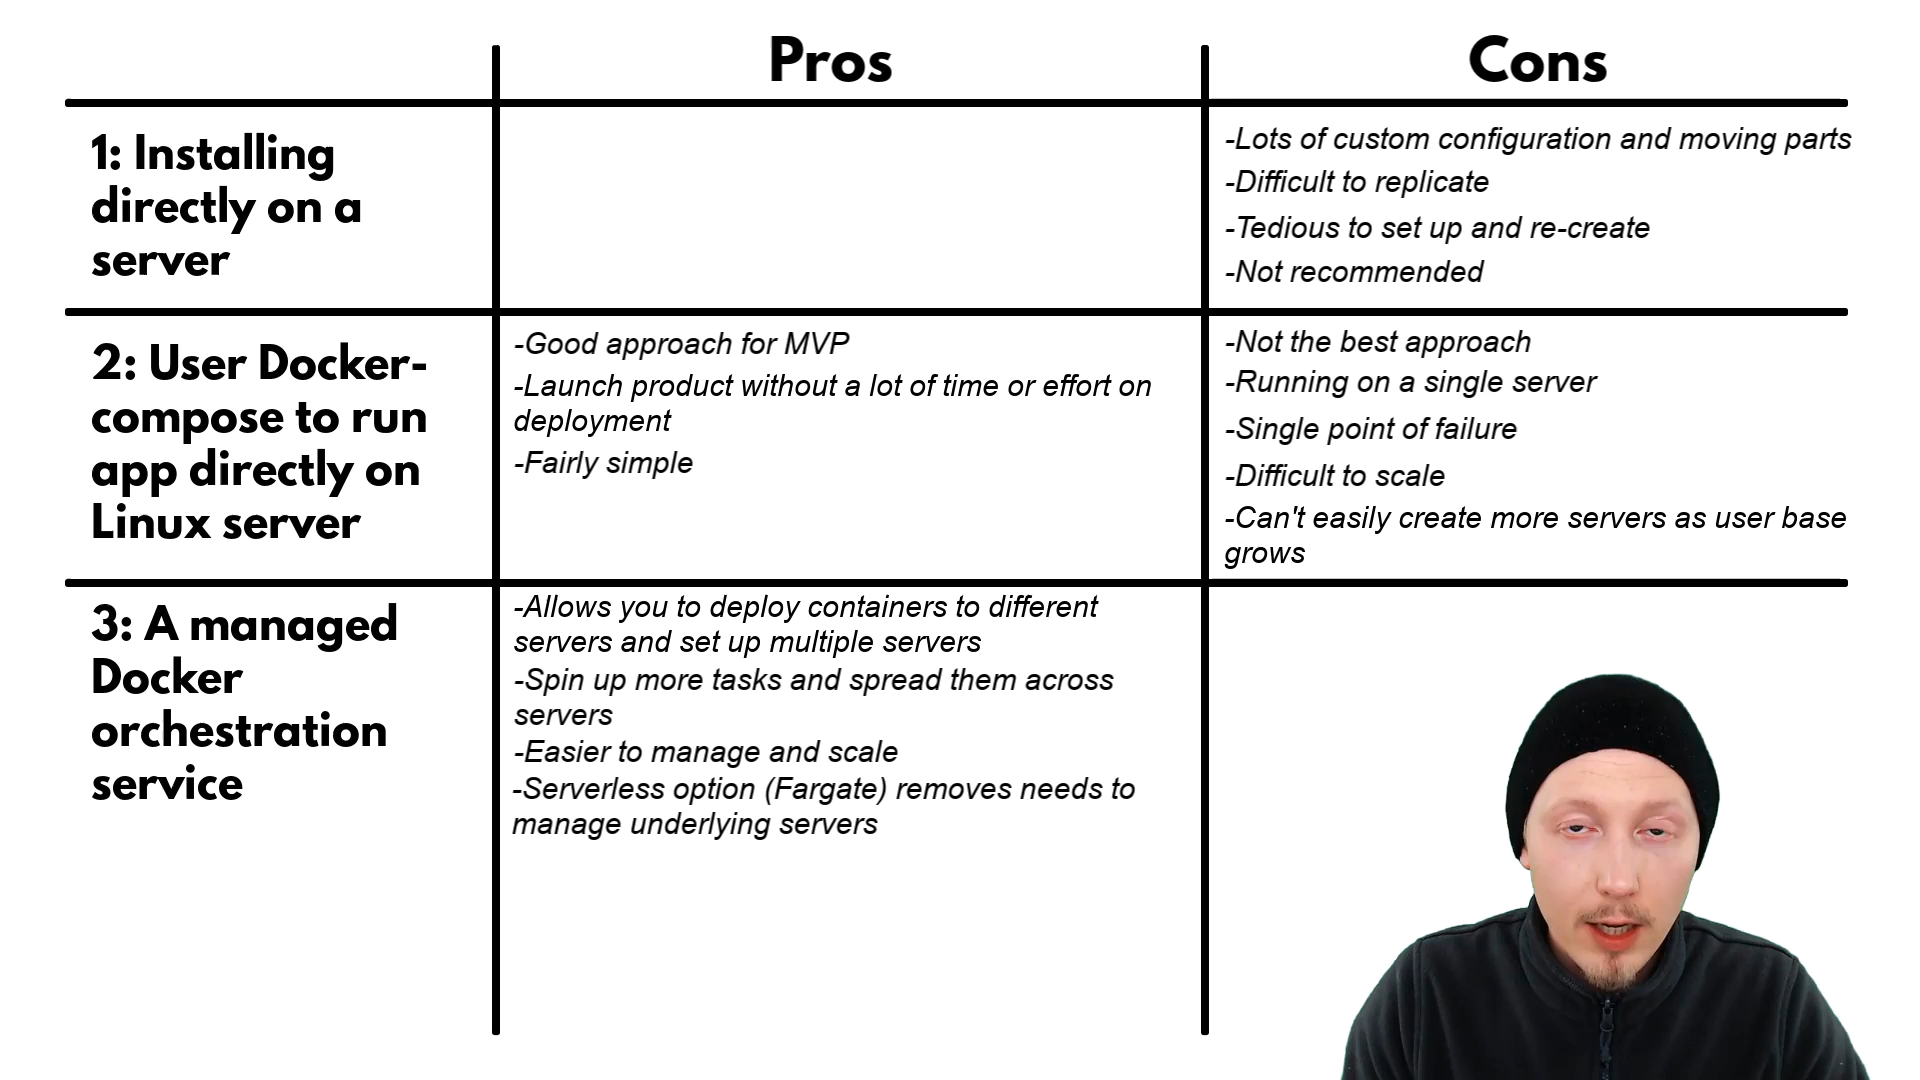 Pros
Cons
1: Installing
directly on a
server
-Lots of custom configuration and moving parts
-Difficult to replicate
-Tedious to set up and re-create
-Not recommended
2: User Docker-
compose to run
app directly on
Linux server
-Good approach for MVP
-Launch product without a lot of time or effort on
deployment
-Fairly simple
-Not the best approach
-Running on a single server
-Single point of failure
-Difficult to scale
-Can't easily create more servers as user base
grows
3: A managed
Docker
orchestration
service
-Allows you to deploy containers to different
servers and set up multiple servers
-Spin up more tasks and spread them across
servers
-Easier to manage and scale
-Serverless option (Fargate) removes needs to
manage underlying servers